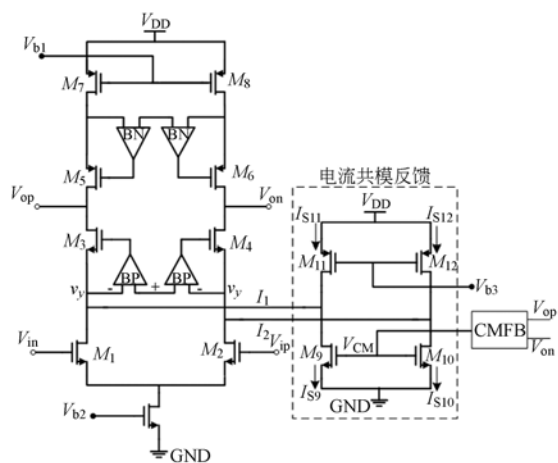 VDD
Vb1
M7
M8
BN
BN
M5
M6
Vop
Von
M3
M4
BP
BP
vy
-
+
-
vy
I1
I2
Vin
M1
M2
Vip
Vb2
GND
电流共模反馈
VDD
IS11
IS12
M11
M12
Vb3
M9
VCM
M10
IS9
IS10
GND
CMFB
Vop
Von